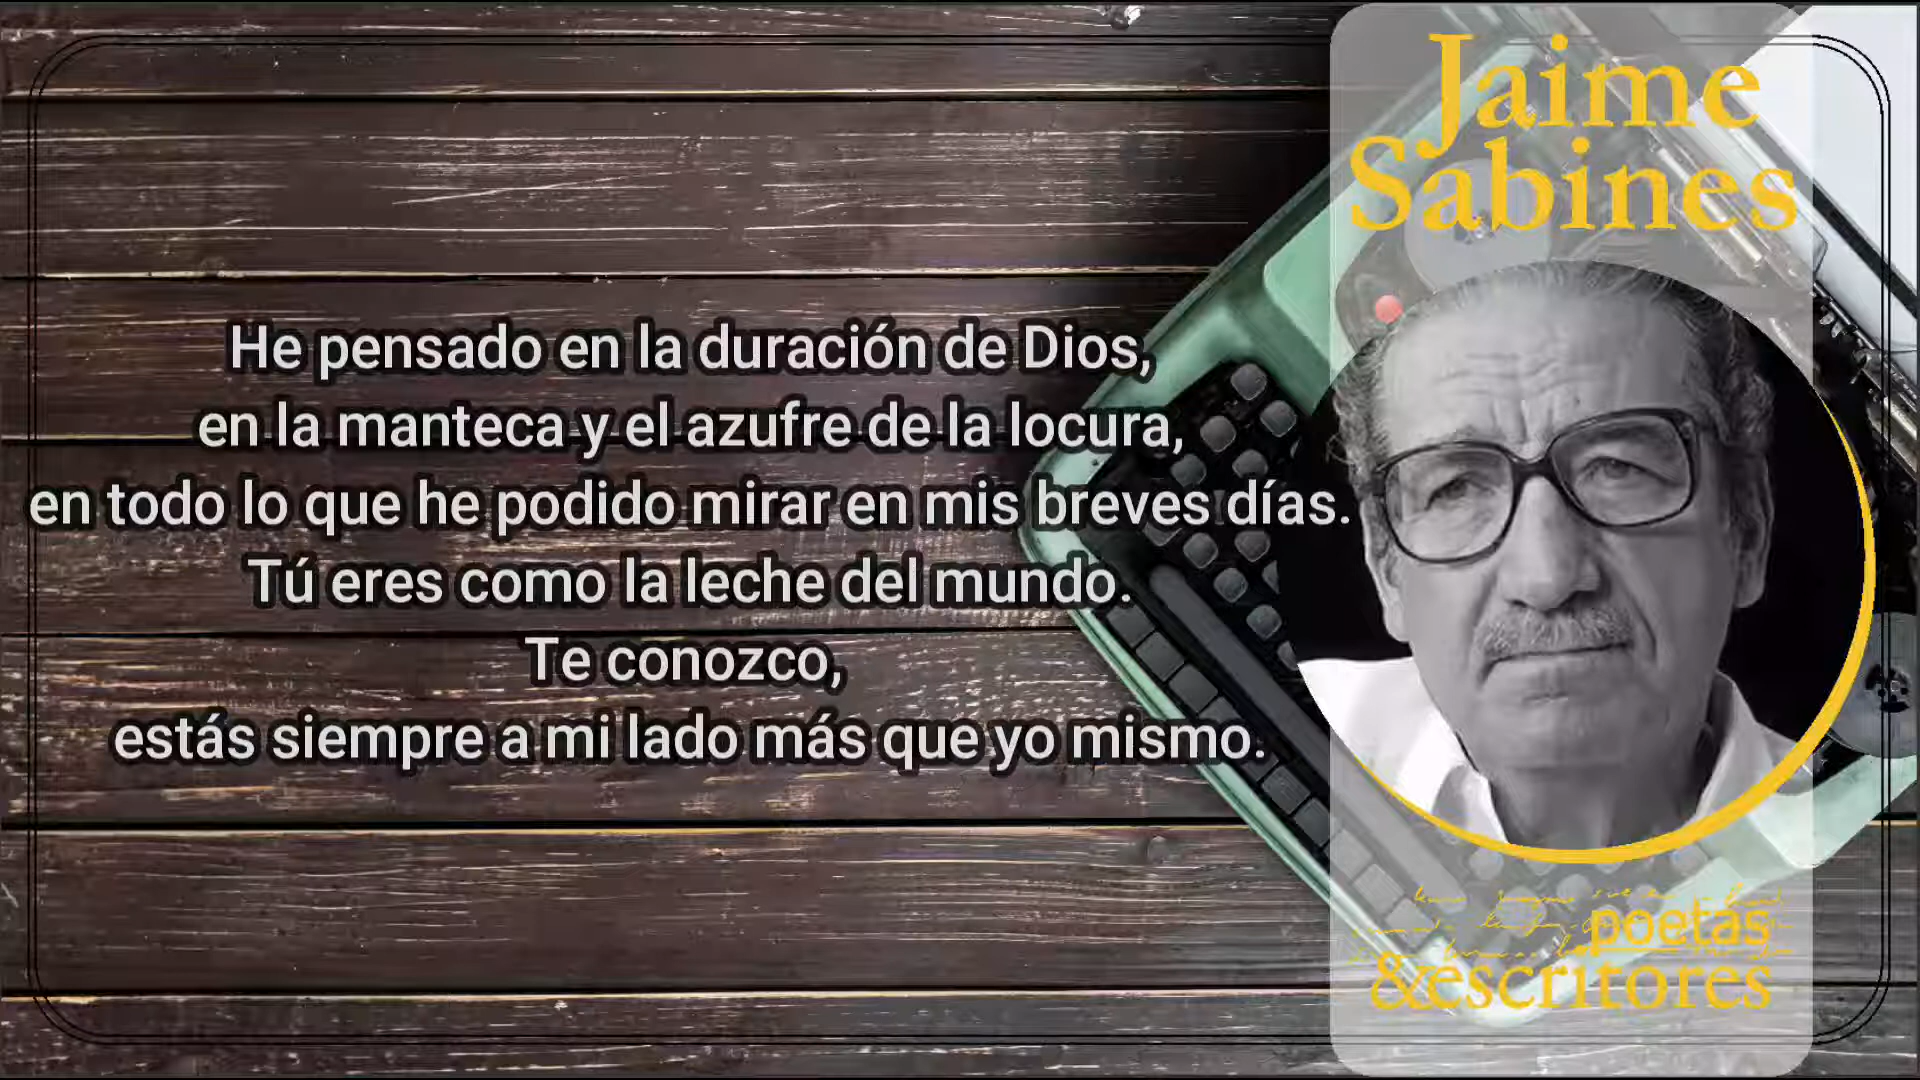 Jaime
Sabines
He pensado en la duración de Dios,
en la manteca y el azufre de la locura,
en todo lo que he podido mirar en mis breves días.
Tú eres como la leche del mundo.
Te conozco,
estás siempre a mi lado más que yo mismo.
poetas
&escritores